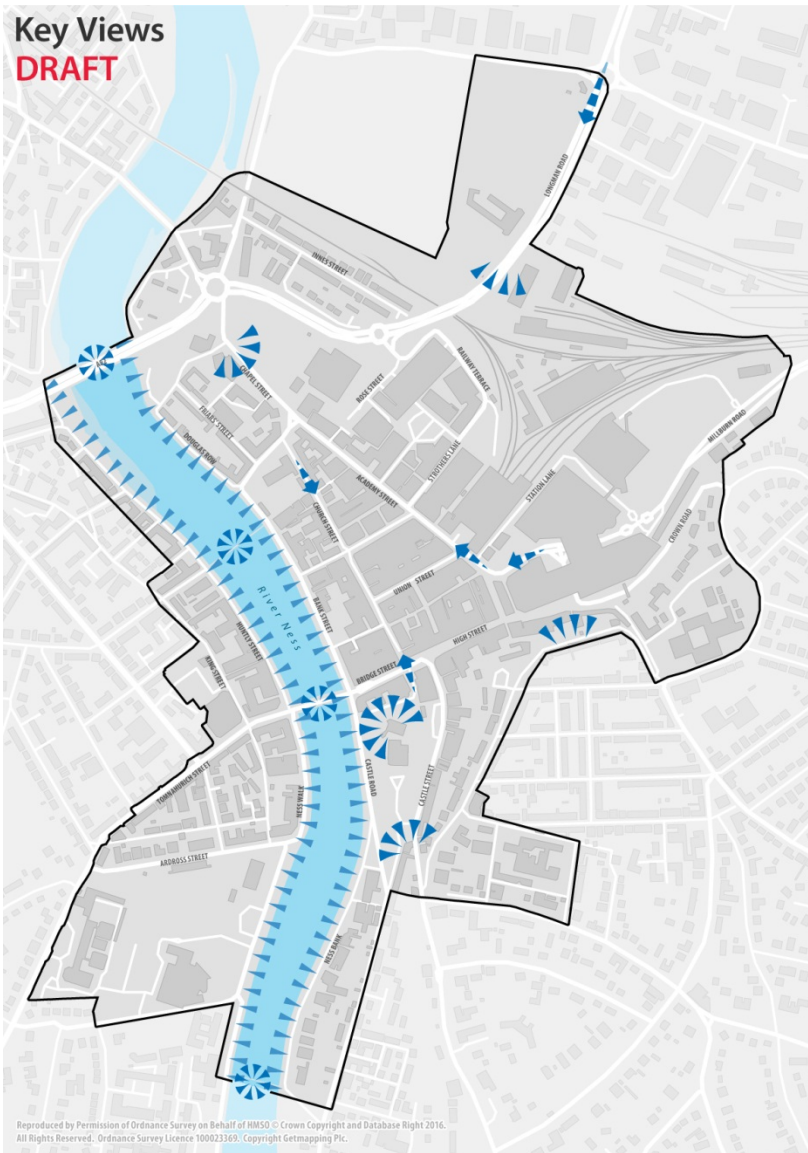 Key Views
DRAFT
LONGMAN ROAD
INNES STREET
RAILWAY TERRACE
ROSE STREET
CHAPEL STREET
FRIARS STREET
MILLBURN ROAD
DOUGLAS ROW
STROTHERS LANE
ACADEMY STREET
STATION LANE
CHURCH STREET
CROWN ROAD
UNION STREET
River Ness
BANK STREET
HUNTLY STREET
HIGH STREET
BRIDGE STREET
KING STREET
TOMNAHURICH STREET
CASTLE ROAD
CASTLE STREET
NESS WALK
ARDROSS STREET
NESS BANK
Reproduced by Permission of Ordnance Survey on Behalf of HMSO © Crown Copyright and Database Right 2016.
All Rights Reserved. Ordnance Survey Licence 100023369. Copyright Getmapping Plc.